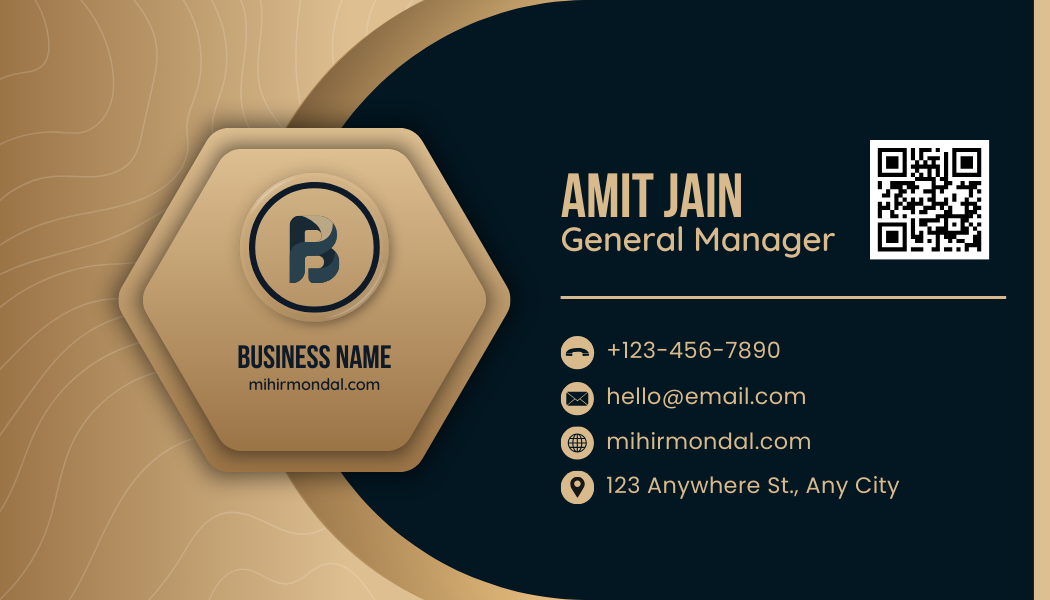 BUSINESS NAME
mihirmondal.com
AMIT JAIN
General Manager
+123-456-7890
hello@email.com
mihirmondal.com
123 Anywhere St., Any City